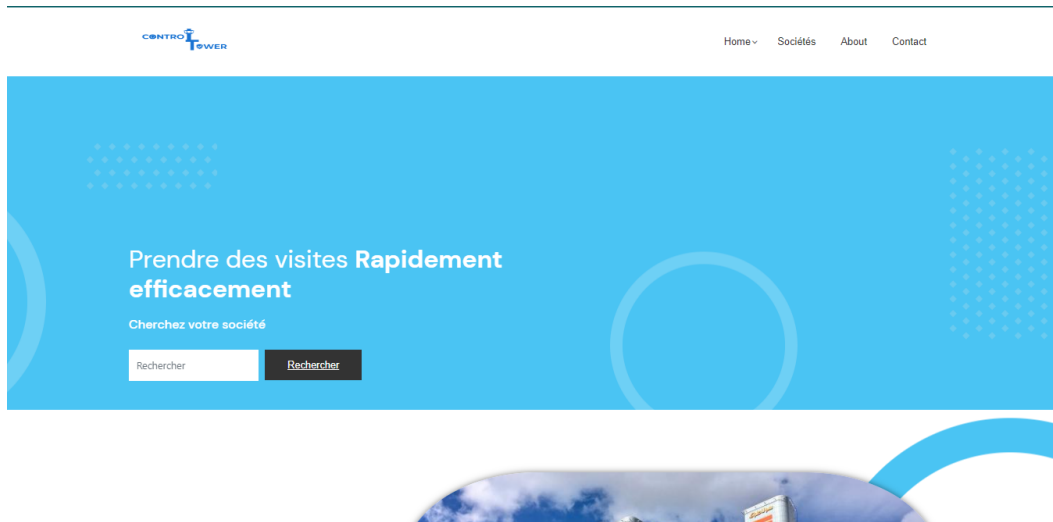 CONTROL TOWER
Home Sociétés About Contact
Prendre des visites Rapidement
efficacement
Cherchez votre société
Rechercher Rechercher